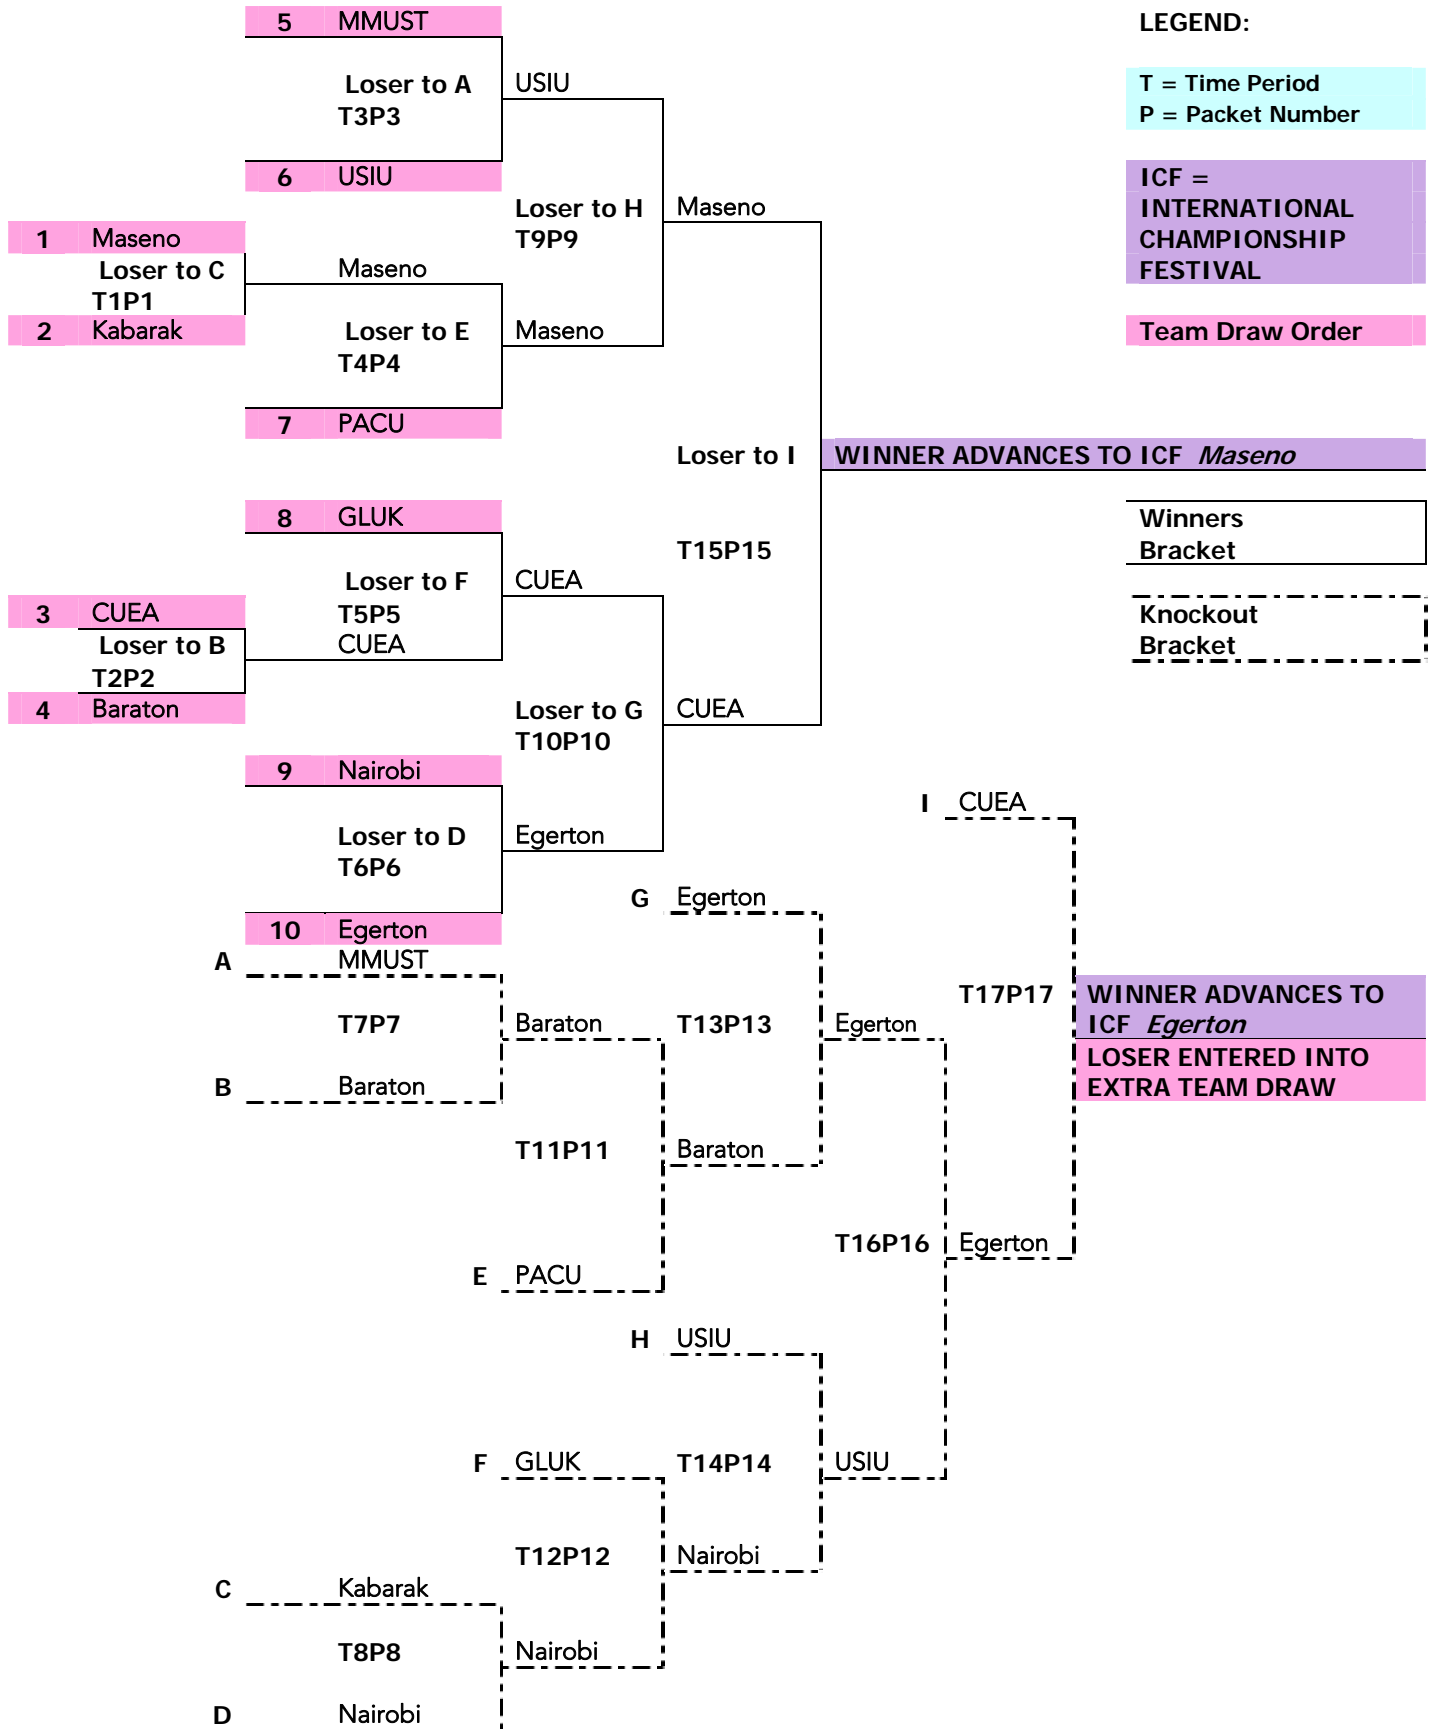 5 MMUST LEGEND:
Loser to A USIU T = Time Period
T3P3 P = Packet Number
6 USIU ICF =
Loser to H Maseno INTERNATIONAL
1 Maseno T9P9 CHAMPIONSHIP
Loser to C Maseno FESTIVAL
T1P1
2 Kabarak Loser to E Maseno Team Draw Order
T4P4
7 PACU
Loser to I WINNER ADVANCES TO ICF Maseno
8 GLUK Winners
T15P15 Bracket
Loser to F CUEA
3 CUEA T5P5 Knockout
Loser to B CUEA Bracket
T2P2
4 Baraton Loser to G CUEA
T10P10
9 Nairobi
I CUEA
Loser to D Egerton
T6P6
G Egerton
10 Egerton
A MMUST
T17P17 WINNER ADVANCES TO
T7P7 Baraton T13P13 Egerton ICF Egerton
LOSER ENTERED INTO
B Baraton EXTRA TEAM DRAW
T11P11 Baraton
T16P16 Egerton
E PACU
H USIU
F GLUK T14P14 USIU
T12P12 Nairobi
C Kabarak
T8P8 Nairobi
D Nairobi